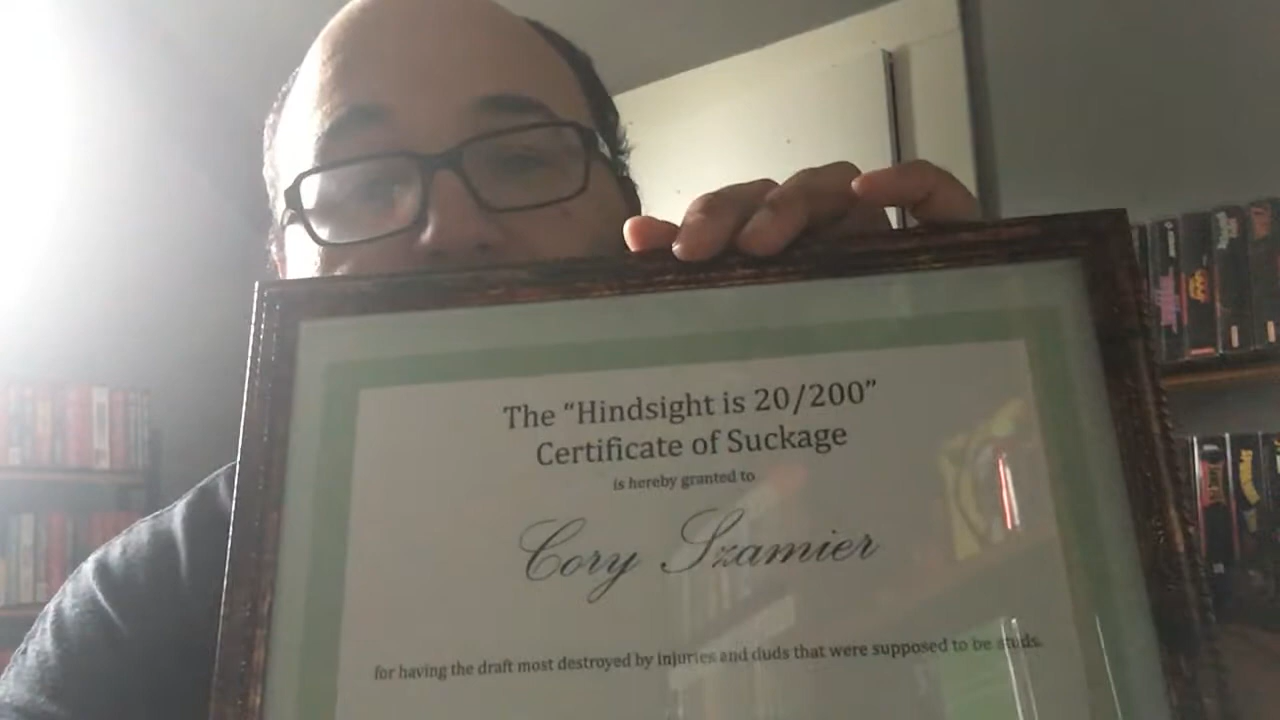 The “Hindsight is 20/200”
Certificate of Suckage
is hereby granted to
Cory Szamier
for having the draft most destroyed by injuries and duds that were supposed to be studs.